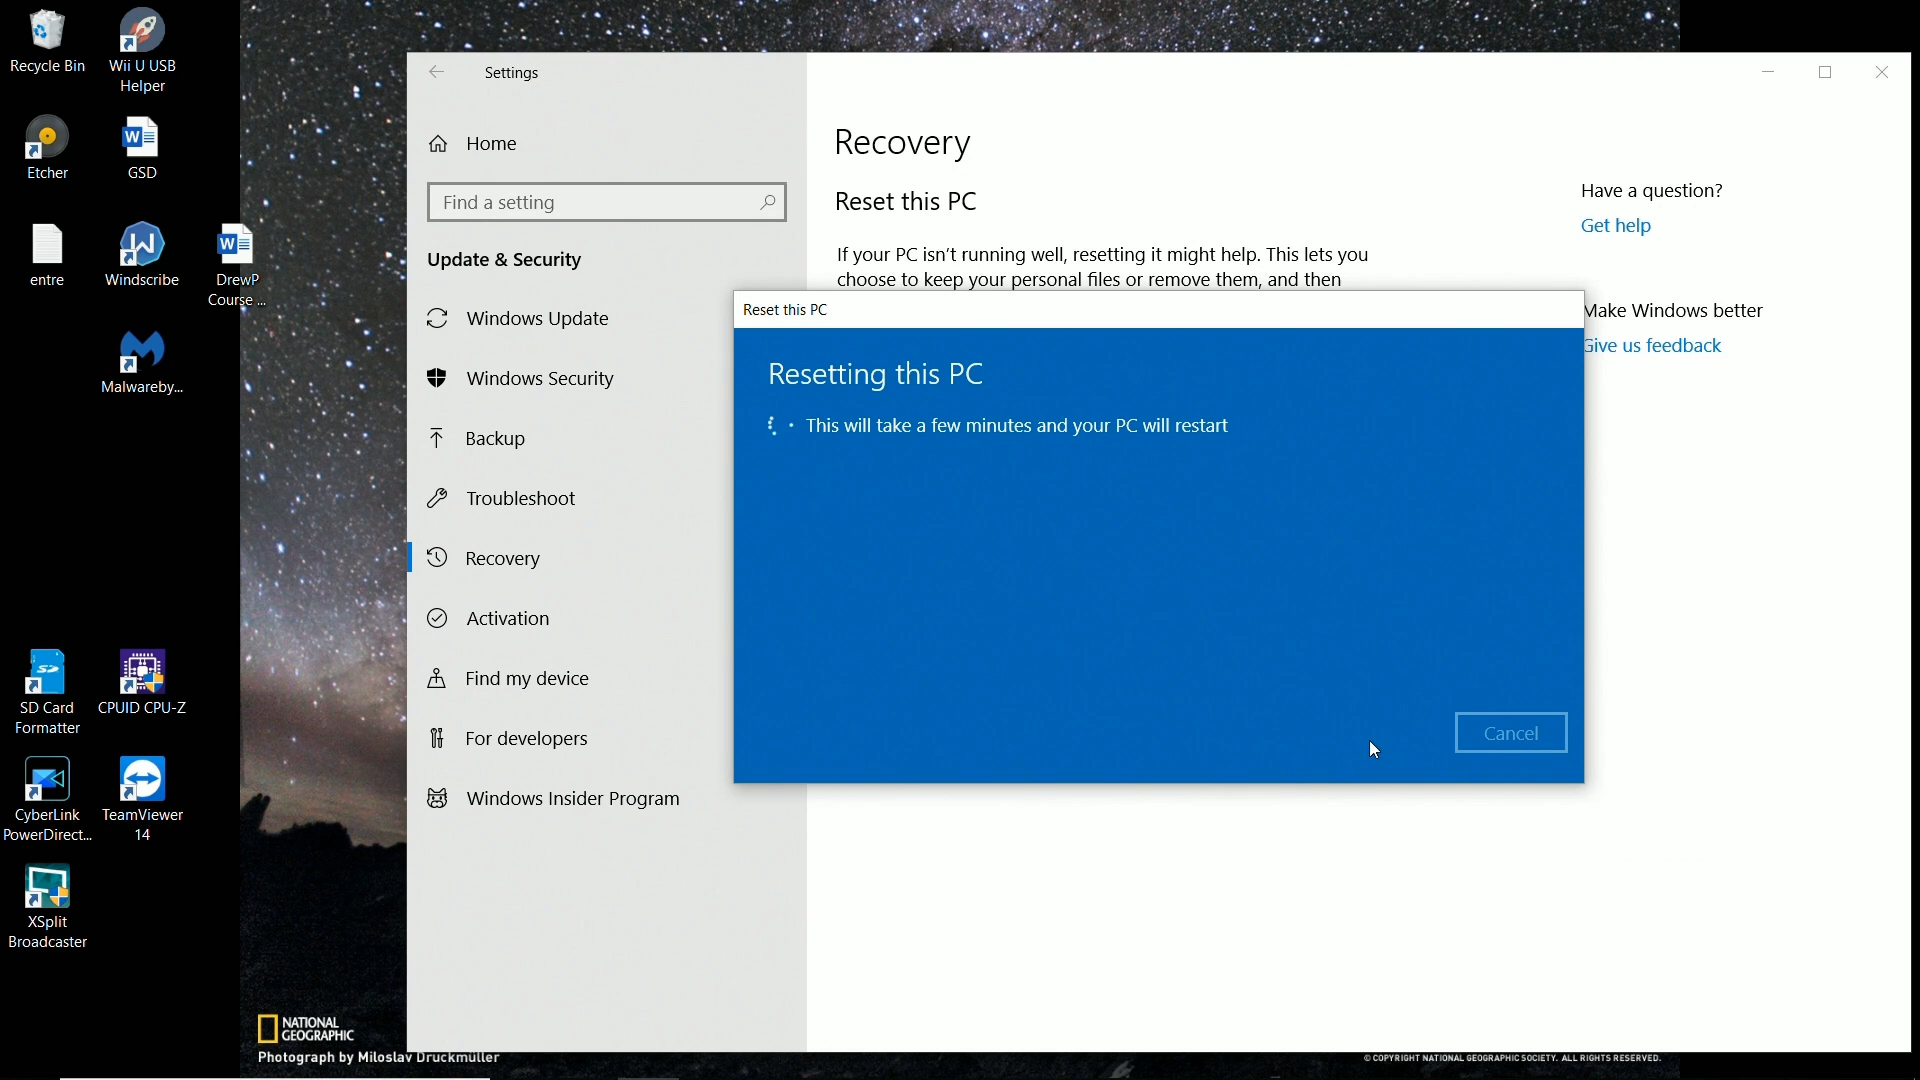 Recycle Bin
Wii U USB
Helper
Etcher
GSD
entre
Windscribe
DrewP
Course ...
Malwareby...
SD Card
Formatter
CPUID CPU-Z
CyberLink
PowerDirect...
TeamViewer
14
XSplit
Broadcaster
Settings
Home
Find a setting
Update & Security
Windows Update
Windows Security
Backup
Troubleshoot
Recovery
Activation
Find my device
For developers
Windows Insider Program
Recovery
Reset this PC
If your PC isn't running well, resetting it might help. This lets you
choose to keep your personal files or remove them, and then
Have a question?
Get help
Make Windows better
Give us feedback
Reset this PC
Resetting this PC
This will take a few minutes and your PC will restart
Cancel
NATIONAL
GEOGRAPHIC
Photograph by Miloslav Druckmüller
© COPYRIGHT NATIONAL GEOGRAPHIC SOCIETY. ALL RIGHTS RESERVED.